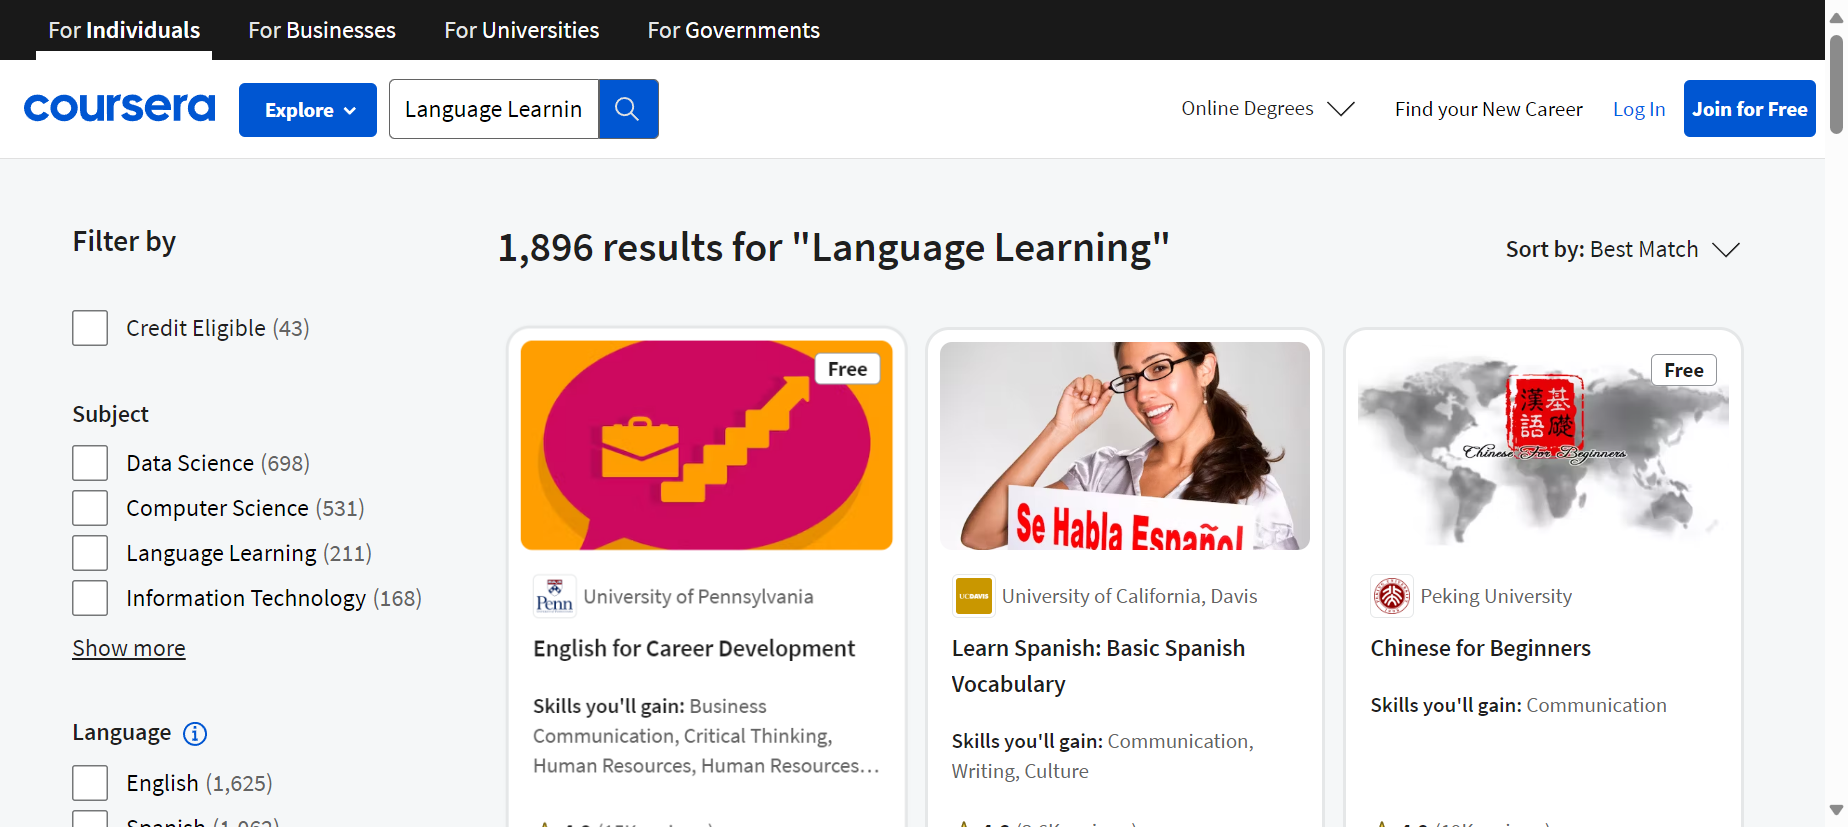 For Individuals
For Businesses
For Universities
For Governments
coursera
Explore
Language Learnin
Online Degrees
Find your New Career
Log In
Join for Free
Filter by
1,896 results for "Language Learning"
Sort by: Best Match
Credit Eligible (43)
Subject
Data Science (698)
Computer Science (531)
Language Learning (211)
Information Technology (168)
Show more
Language
English (1,625)
Free
Penn
University of Pennsylvania
English for Career Development
Skills you'll gain: Business
Communication, Critical Thinking,
Human Resources, Human Resources...
Se Habla Español
UCDAVIS
University of California, Davis
Learn Spanish: Basic Spanish
Vocabulary
Skills you'll gain: Communication,
Writing, Culture
Free
漢基
語礎
Chinese For Beginners
Peking University
Chinese for Beginners
Skills you'll gain: Communication